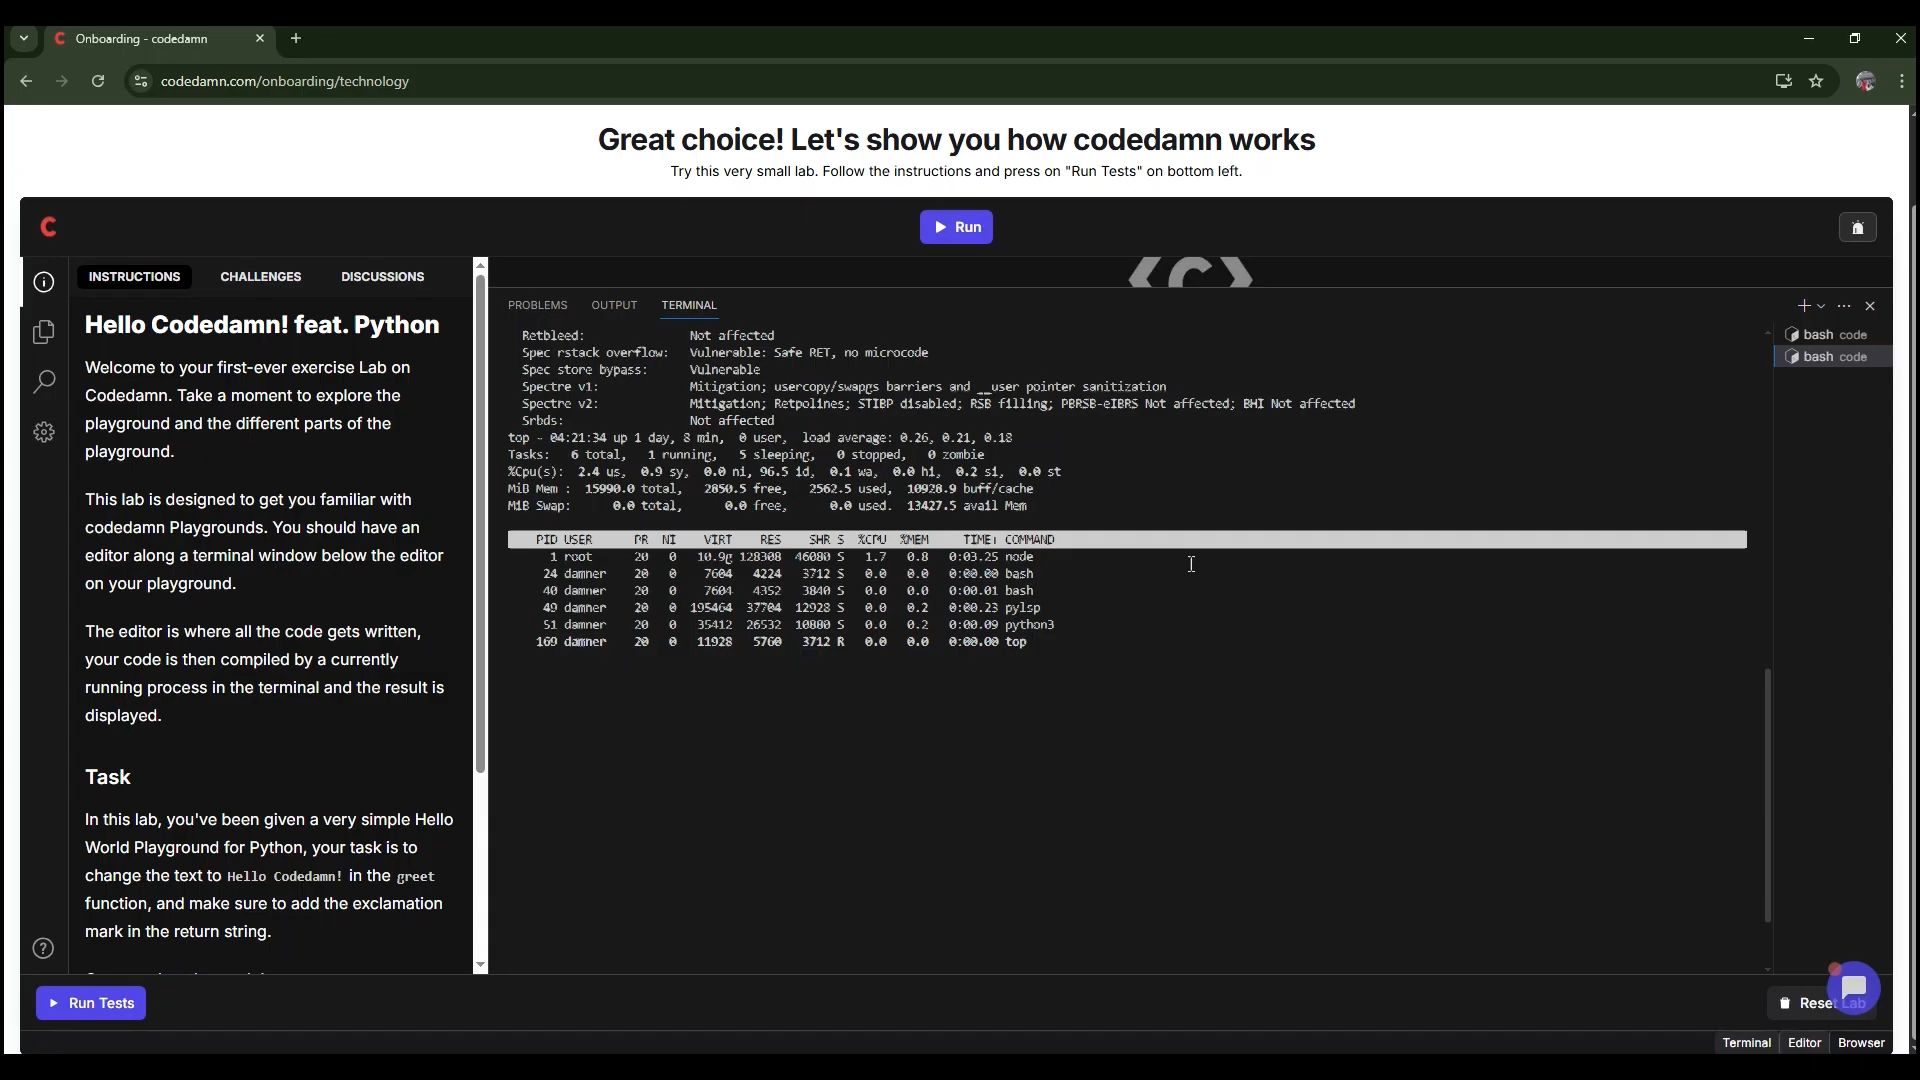 Onboarding - codedamn
codedamn.com/onboarding/technology
Great choice! Let's show you how codedamn works
Try this very small lab. Follow the instructions and press on "Run Tests" on bottom left.
Run
INSTRUCTIONS CHALLENGES DISCUSSIONS
Hello Codedamn! feat. Python
Welcome to your first-ever exercise Lab on
Codedamn. Take a moment to explore the
playground and the different parts of the
playground.
This lab is designed to get you familiar with
codedamn Playgrounds. You should have an
editor along a terminal window below the editor
on your playground.
The editor is where all the code gets written,
your code is then compiled by a currently
running process in the terminal and the result is
displayed.
Task
In this lab, you've been given a very simple Hello
World Playground for Python, your task is to
change the text to Hello Codedamn! in the greet
function, and make sure to add the exclamation
mark in the return string.
PROBLEMS OUTPUT TERMINAL
Retbleed: Not affected
Spec rstack overflow: Vulnerable: Safe RET, no microcode
Spec store bypass: Vulnerable
Spectre v1: Mitigation; usercopy/swapgs barriers and __user pointer sanitization
Spectre v2: Mitigation; Retpolines; STIBP disabled; RSB filling; PBRSB-eIBRS Not affected; BHI Not affected
Srbds: Not affected
top - 04:21:34 up 1 day, 8 min, 0 user, load average: 0.26, 0.21, 0.18
Tasks: 6 total, 1 running, 5 sleeping, 0 stopped, 0 zombie
%Cpu(s): 2.4 us, 0.9 sy, 0.0 ni, 96.5 id, 0.1 wa, 0.0 hi, 0.2 si, 0.0 st
MiB Mem : 15990.0 total, 2850.5 free, 2562.5 used, 10928.9 buff/cache
MiB Swap: 0.0 total, 0.0 free, 0.0 used. 13427.5 avail Mem
PID USER PR NI VIRT RES SHR S %CPU %MEM TIME+ COMMAND
1 root 20 0 10.9g 128308 46080 S 1.7 0.8 0:03.25 node
24 damner 20 0 7604 4224 3712 S 0.0 0.0 0:00.00 bash
40 damner 20 0 7604 4352 3840 S 0.0 0.0 0:00.01 bash
49 damner 20 0 195464 37704 12928 S 0.0 0.2 0:00.23 pylsp
51 damner 20 0 35412 26532 10880 S 0.0 0.2 0:00.09 python3
169 damner 20 0 11928 5760 3712 R 0.0 0.0 0:00.00 top
bash code
bash code
Run Tests
Reset Lab
Terminal Editor Browser